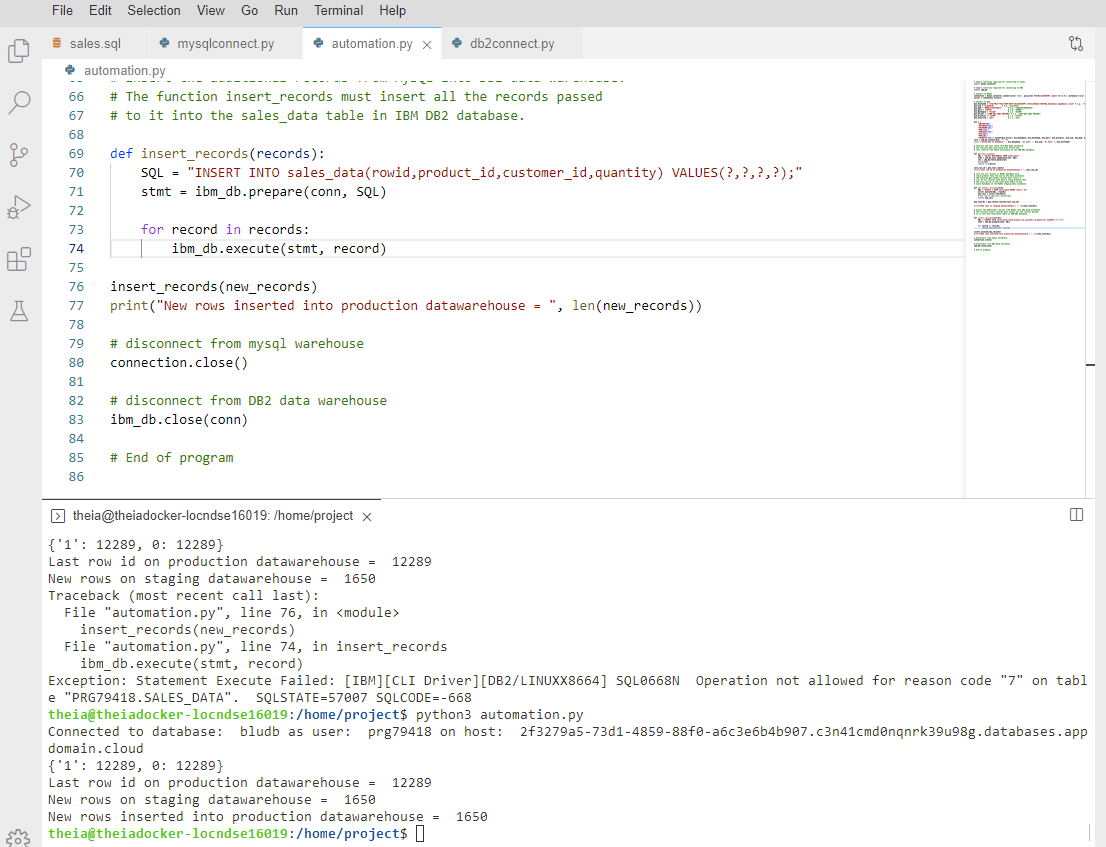 File Edit Selection View Go Run Terminal Help
sales.sql mysqlconnect.py automation.py db2connect.py
automation.py
66 # The function insert_records must insert all the records passed
67 # to it into the sales_data table in IBM DB2 database.
68
69 def insert_records(records):
70 SQL = "INSERT INTO sales_data(rowid,product_id,customer_id,quantity) VALUES(?,?,?,?);"
71 stmt = ibm_db.prepare(conn, SQL)
72
73 for record in records:
74 ibm_db.execute(stmt, record)
75
76 insert_records(new_records)
77 print("New rows inserted into production datawarehouse = ", len(new_records))
78
79 # disconnect from mysql warehouse
80 connection.close()
81
82 # disconnect from DB2 data warehouse
83 ibm_db.close(conn)
84
85 # End of program
86
theia@theiadocker-locndse16019: /home/project
{'1': 12289, 0: 12289}
Last row id on production datawarehouse =  12289
New rows on staging datawarehouse =  1650
Traceback (most recent call last):
File "automation.py", line 76, in <module>
insert_records(new_records)
File "automation.py", line 74, in insert_records
ibm_db.execute(stmt, record)
Exception: Statement Execute Failed: [IBM][CLI Driver][DB2/LINUXX8664] SQL0668N  Operation not allowed for reason code "7" on tabl
e "PRG79418.SALES_DATA".  SQLSTATE=57007 SQLCODE=-668
theia@theiadocker-locndse16019:/home/project$ python3 automation.py
Connected to database:  bludb as user:  prg79418 on host:  2f3279a5-73d1-4859-88f0-a6c3e6b4b907.c3n41cmd0nqnrk39u98g.databases.app
domain.cloud
{'1': 12289, 0: 12289}
Last row id on production datawarehouse =  12289
New rows on staging datawarehouse =  1650
New rows inserted into production datawarehouse =  1650
theia@theiadocker-locndse16019:/home/project$